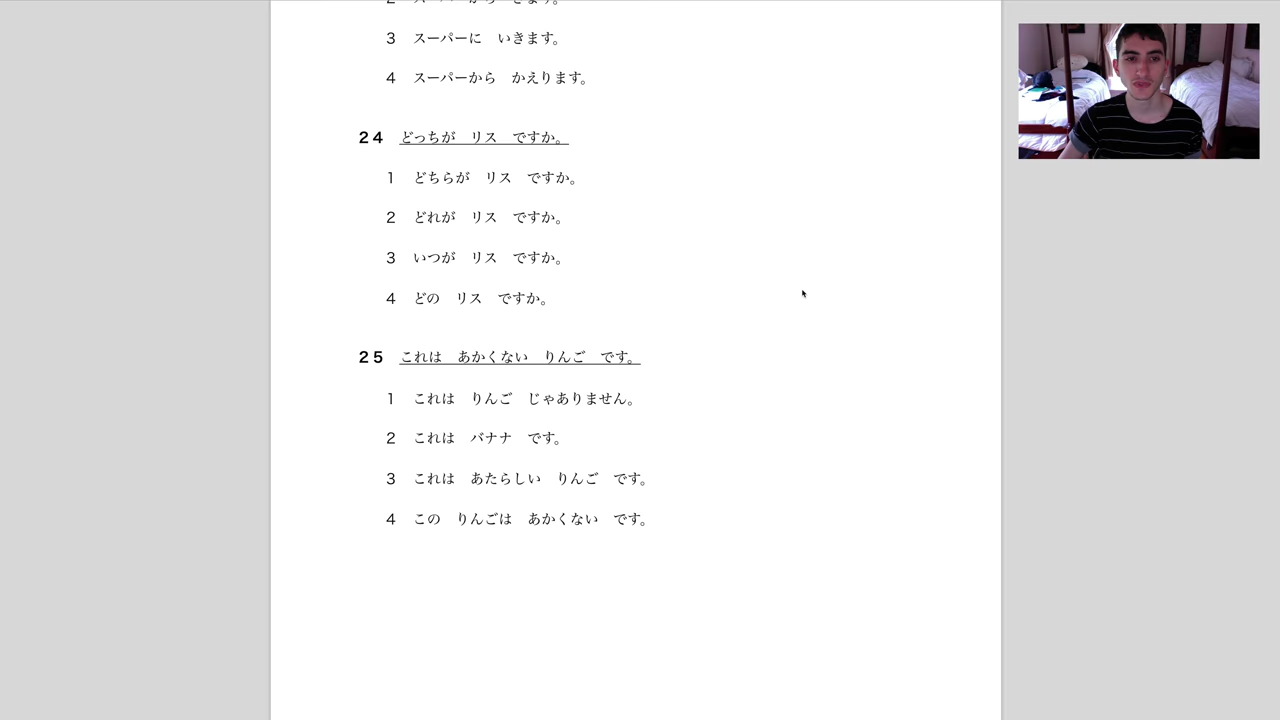 3 スーパーに いきます。
4 スーパーから かえります。
24 どっちが リス ですか。
1 どちらが リス ですか。
2 どれが リス ですか。
3 いつが リス ですか。
4 どの リス ですか。
25 これは あかくない りんご です。
1 これは りんご じゃありません。
2 これは バナナ です。
3 これは あたらしい りんご です。
4 この りんごは あかくない です。